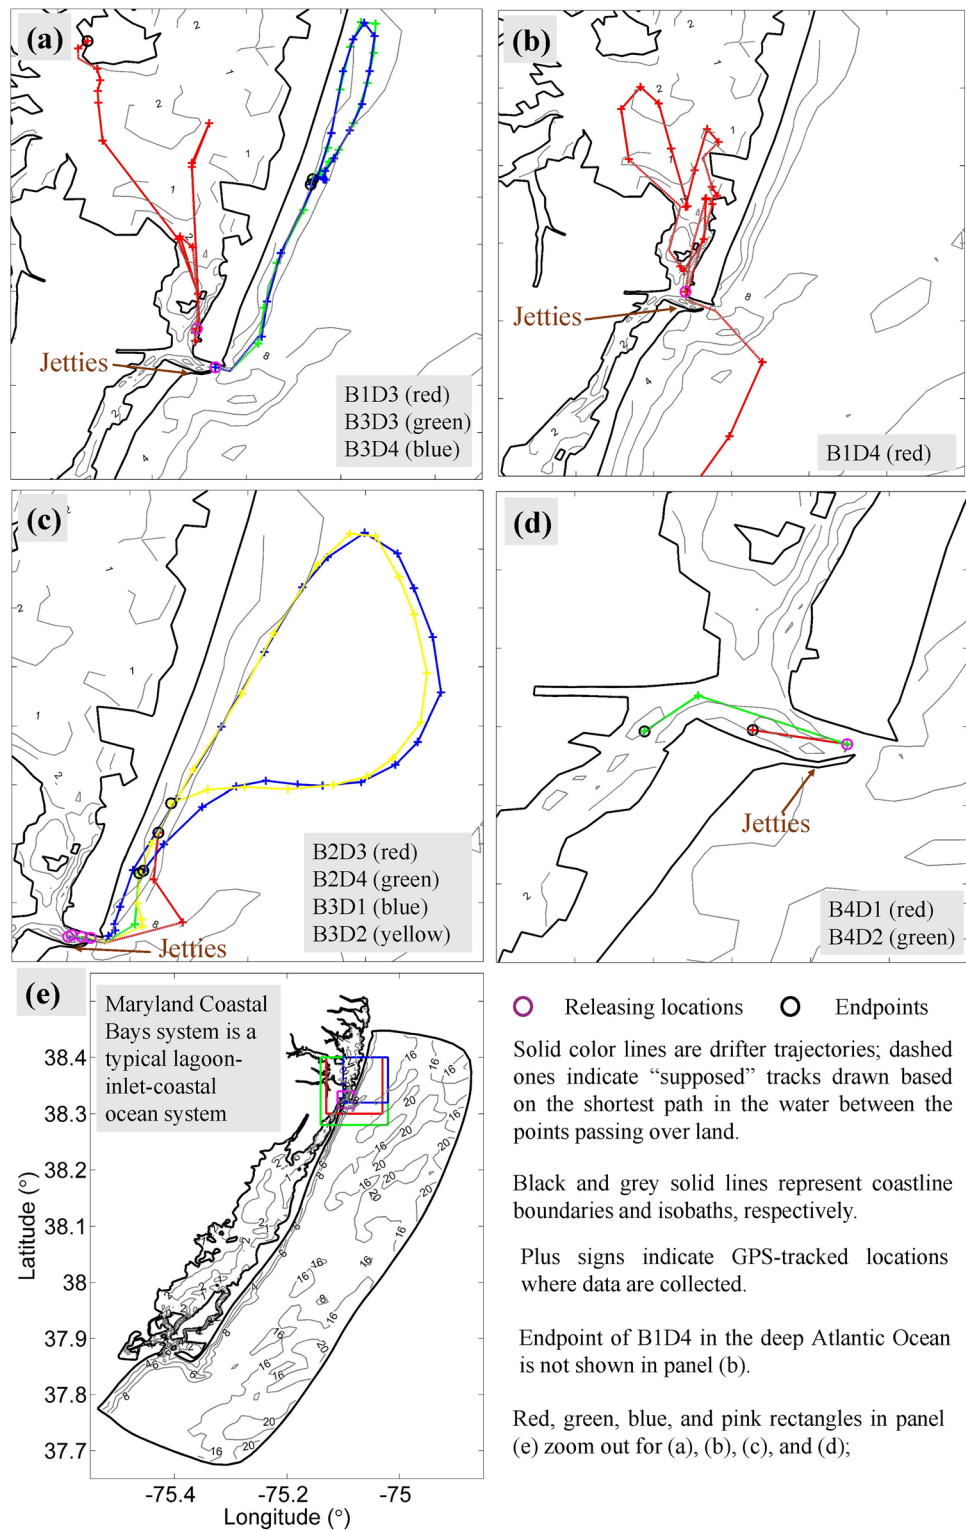 (a)
Jetties
B1D3 (red)
B3D3 (green)
B3D4 (blue)
(b)
Jetties
B1D4 (red)
(c)
B2D3 (red)
B2D4 (green)
B3D1 (blue)
B3D2 (yellow)
Jetties
(d)
Jetties
B4D1 (red)
B4D2 (green)
(e)
Maryland Coastal
Bays system is a
typical lagoon-
inlet-coastal
ocean system
38.4
38.3
38.2
38.1
38
37.9
37.8
37.7
Latitude (°)
-75.4
-75.2
-75
Longitude (°)
Releasing locations
Endpoints
Solid color lines are drifter trajectories; dashed
ones indicate “supposed” tracks drawn based
on the shortest path in the water between the
points passing over land.
Black and grey solid lines represent coastline
boundaries and isobaths, respectively.
Plus signs indicate GPS-tracked locations
where data are collected.
Endpoint of B1D4 in the deep Atlantic Ocean
is not shown in panel (b).
Red, green, blue, and pink rectangles in panel
(e) zoom out for (a), (b), (c), and (d);